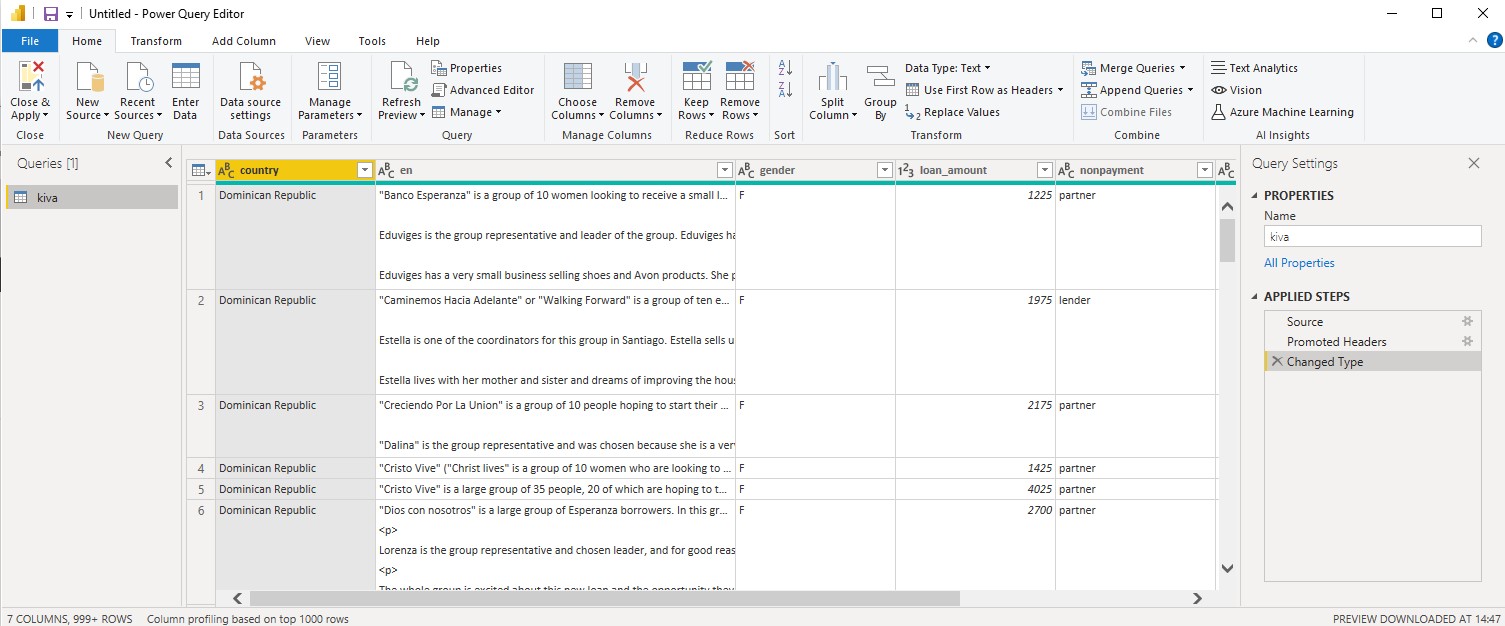 Untitled - Power Query Editor
File Home Transform Add Column View Tools Help
Close & Apply
New Source
Recent Sources
Enter Data
Data source settings
Manage Parameters
Refresh Preview
Properties
Advanced Editor
Manage
Choose Columns
Remove Columns
Keep Rows
Remove Rows
Split Column
Group By
Data Type: Text
Use First Row as Headers
Replace Values
Merge Queries
Append Queries
Combine Files
Text Analytics
Vision
Azure Machine Learning
Close New Query Data Sources Parameters Query Manage Columns Reduce Rows Sort Transform Combine AI Insights
Queries [1]
kiva
country en gender loan_amount nonpayment
1 Dominican Republic "Banco Esperanza" is a group of 10 women looking to receive a small l... F 1225 partner
Eduviges is the group representative and leader of the group. Eduviges ha
Eduviges has a very small business selling shoes and Avon products. She p
2 Dominican Republic "Caminemos Hacia Adelante" or "Walking Forward" is a group of ten e... F 1975 lender
Estella is one of the coordinators for this group in Santiago. Estella sells u
Estella lives with her mother and sister and dreams of improving the hous
3 Dominican Republic "Creciendo Por La Union" is a group of 10 people hoping to start their ... F 2175 partner
"Dalina" is the group representative and was chosen because she is a very
4 Dominican Republic "Cristo Vive" ("Christ lives" is a group of 10 women who are looking to ... F 1425 partner
5 Dominican Republic "Cristo Vive" is a large group of 35 people, 20 of which are hoping to t... F 4025 partner
6 Dominican Republic "Dios con nosotros" is a large group of Esperanza borrowers. In this gr... F 2700 partner
<p>
Lorenza is the group representative and chosen leader, and for good reas
<p>
The whole group is excited about this new loan and the opportunity they
Query Settings
PROPERTIES
Name
kiva
All Properties
APPLIED STEPS
Source
Promoted Headers
Changed Type
7 COLUMNS, 999+ ROWS Column profiling based on top 1000 rows
PREVIEW DOWNLOADED AT 14:47